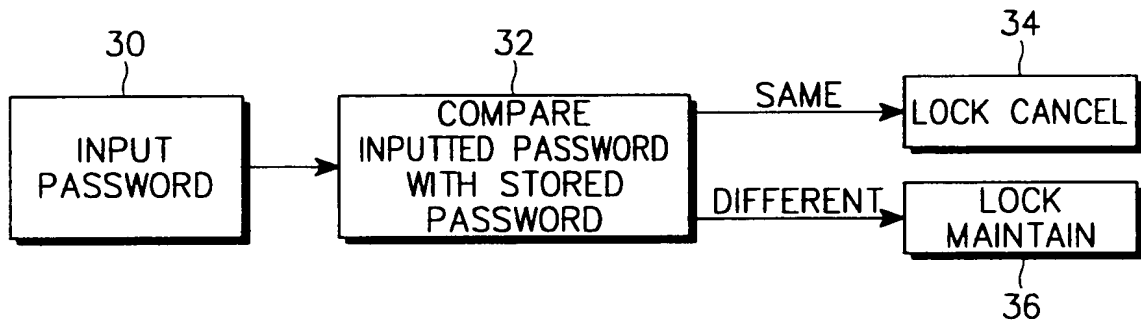 30
INPUT
PASSWORD
32
COMPARE
INPUTTED PASSWORD
WITH STORED
PASSWORD
SAME
DIFFERENT
34
LOCK CANCEL
LOCK
MAINTAIN
36